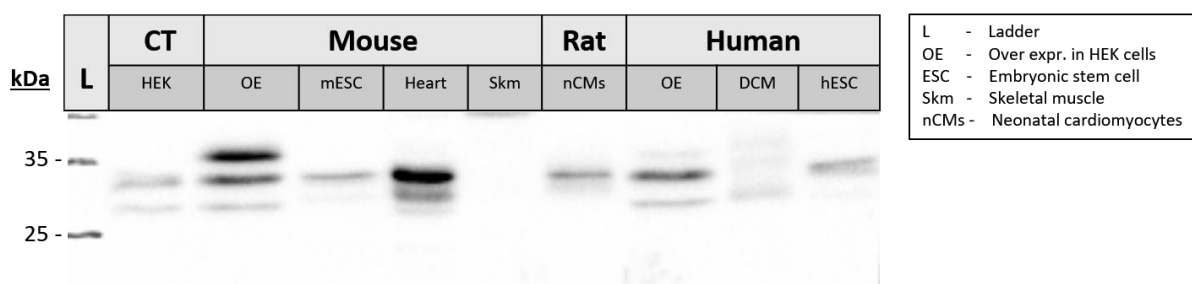 CT Mouse Rat Human
kDa L HEK OE mESC Heart Skm nCMs OE DCM hESC
35 -
25 -
L - Ladder
OE - Over expr. in HEK cells
ESC - Embryonic stem cell
Skm - Skeletal muscle
nCMs - Neonatal cardiomyocytes